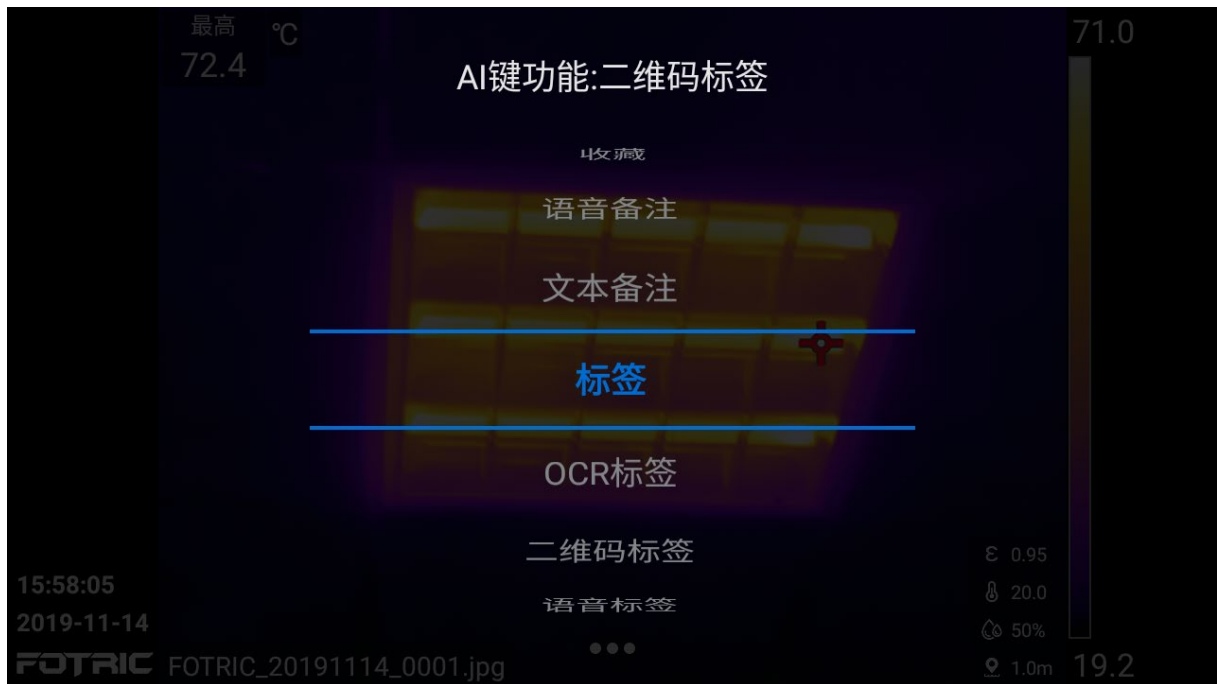 最高
℃
72.4
71.0
AI键功能:二维码标签
收藏
语音备注
文本备注
标签
OCR标签
二维码标签
语音标签
ε 0.95
20.0
50%
1.0m
19.2
15:58:05
2019-11-14
FOTRIC FOTRIC_20191114_0001.jpg